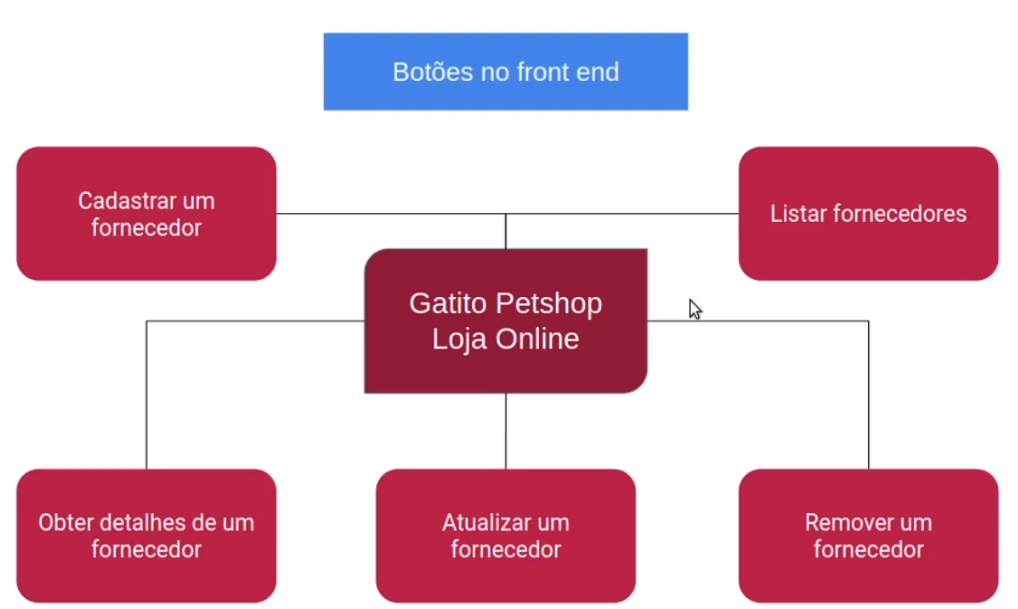 Botões no front end
Cadastrar um
fornecedor
Listar fornecedores
Gatito Petshop
Loja Online
Obter detalhes de um
fornecedor
Atualizar um
fornecedor
Remover um
fornecedor